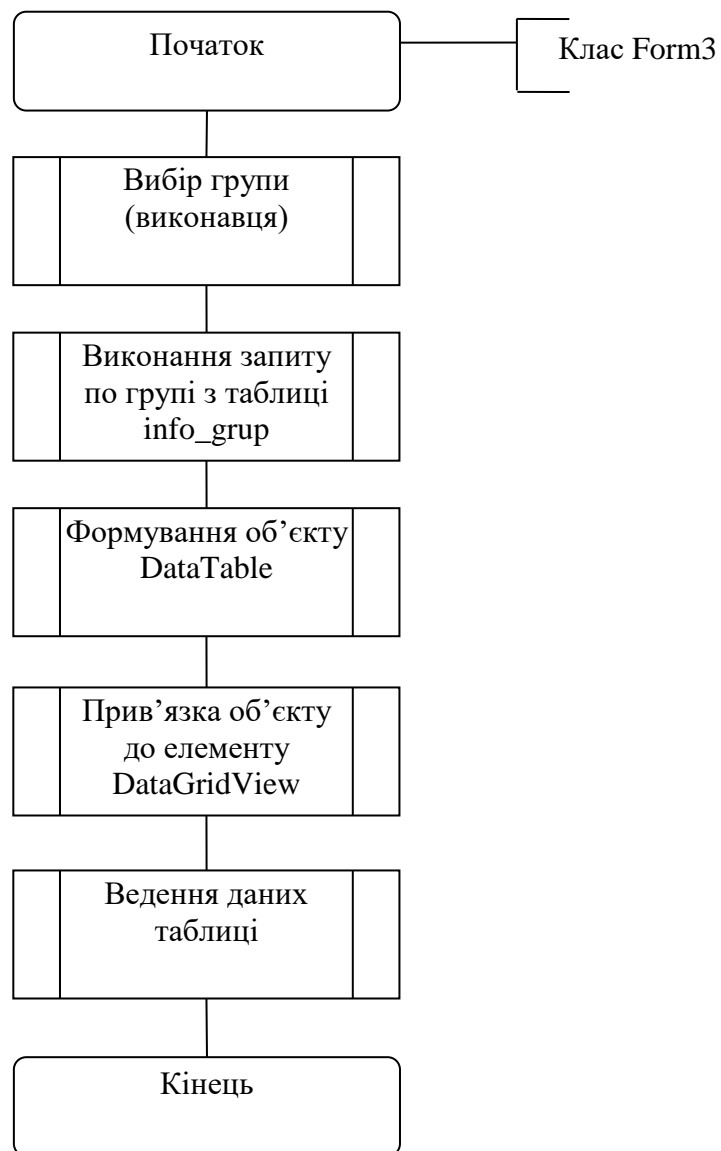 Початок
Клас Form3
Вибір групи
(виконавця)
Виконання запиту
по групі з таблиці
info_grup
Формування об’єкту
DataTable
Прив’язка об’єкту
до елементу
DataGridView
Ведення даних
таблиці
Кінець